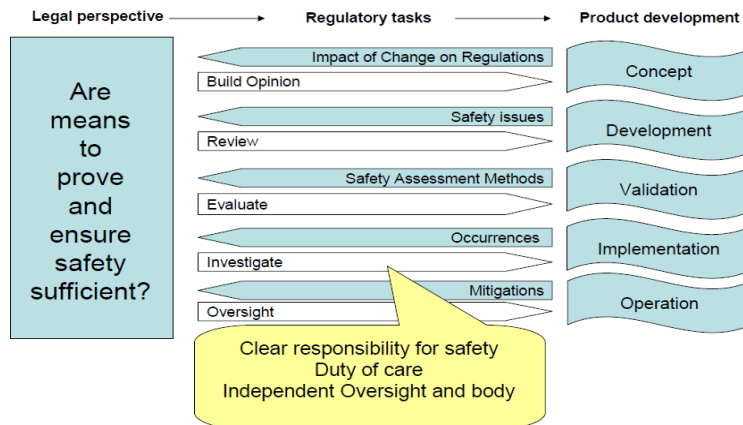 Legal perspective
Regulatory tasks
Product development
Are
means
to
prove
and
ensure
safety
sufficient?
Impact of Change on Regulations
Build Opinion
Safety issues
Review
Safety Assessment Methods
Evaluate
Occurrences
Investigate
Mitigations
Oversight
Clear responsibility for safety
Duty of care
Independent Oversight and body
Concept
Development
Validation
Implementation
Operation